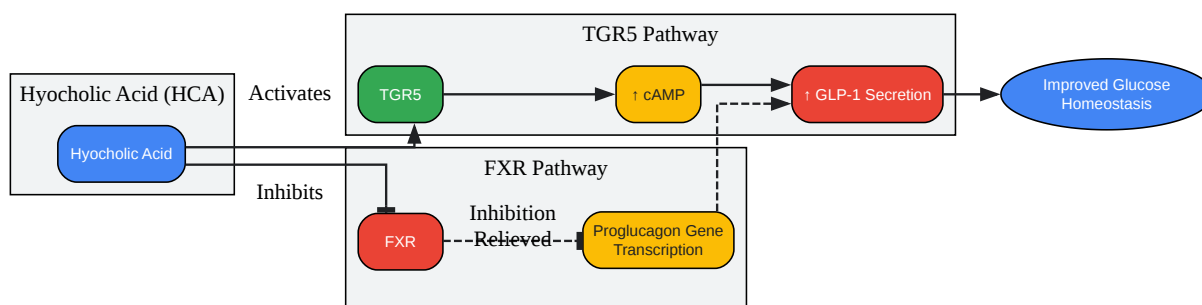 TGR5 Pathway
Hyocholic Acid (HCA)
Activates
TGR5
↑ cAMP
↑ GLP-1 Secretion
Improved Glucose
Homeostasis
Hyocholic Acid
Inhibits
FXR Pathway
FXR
Inhibition
Relieved
Proglucagon Gene
Transcription